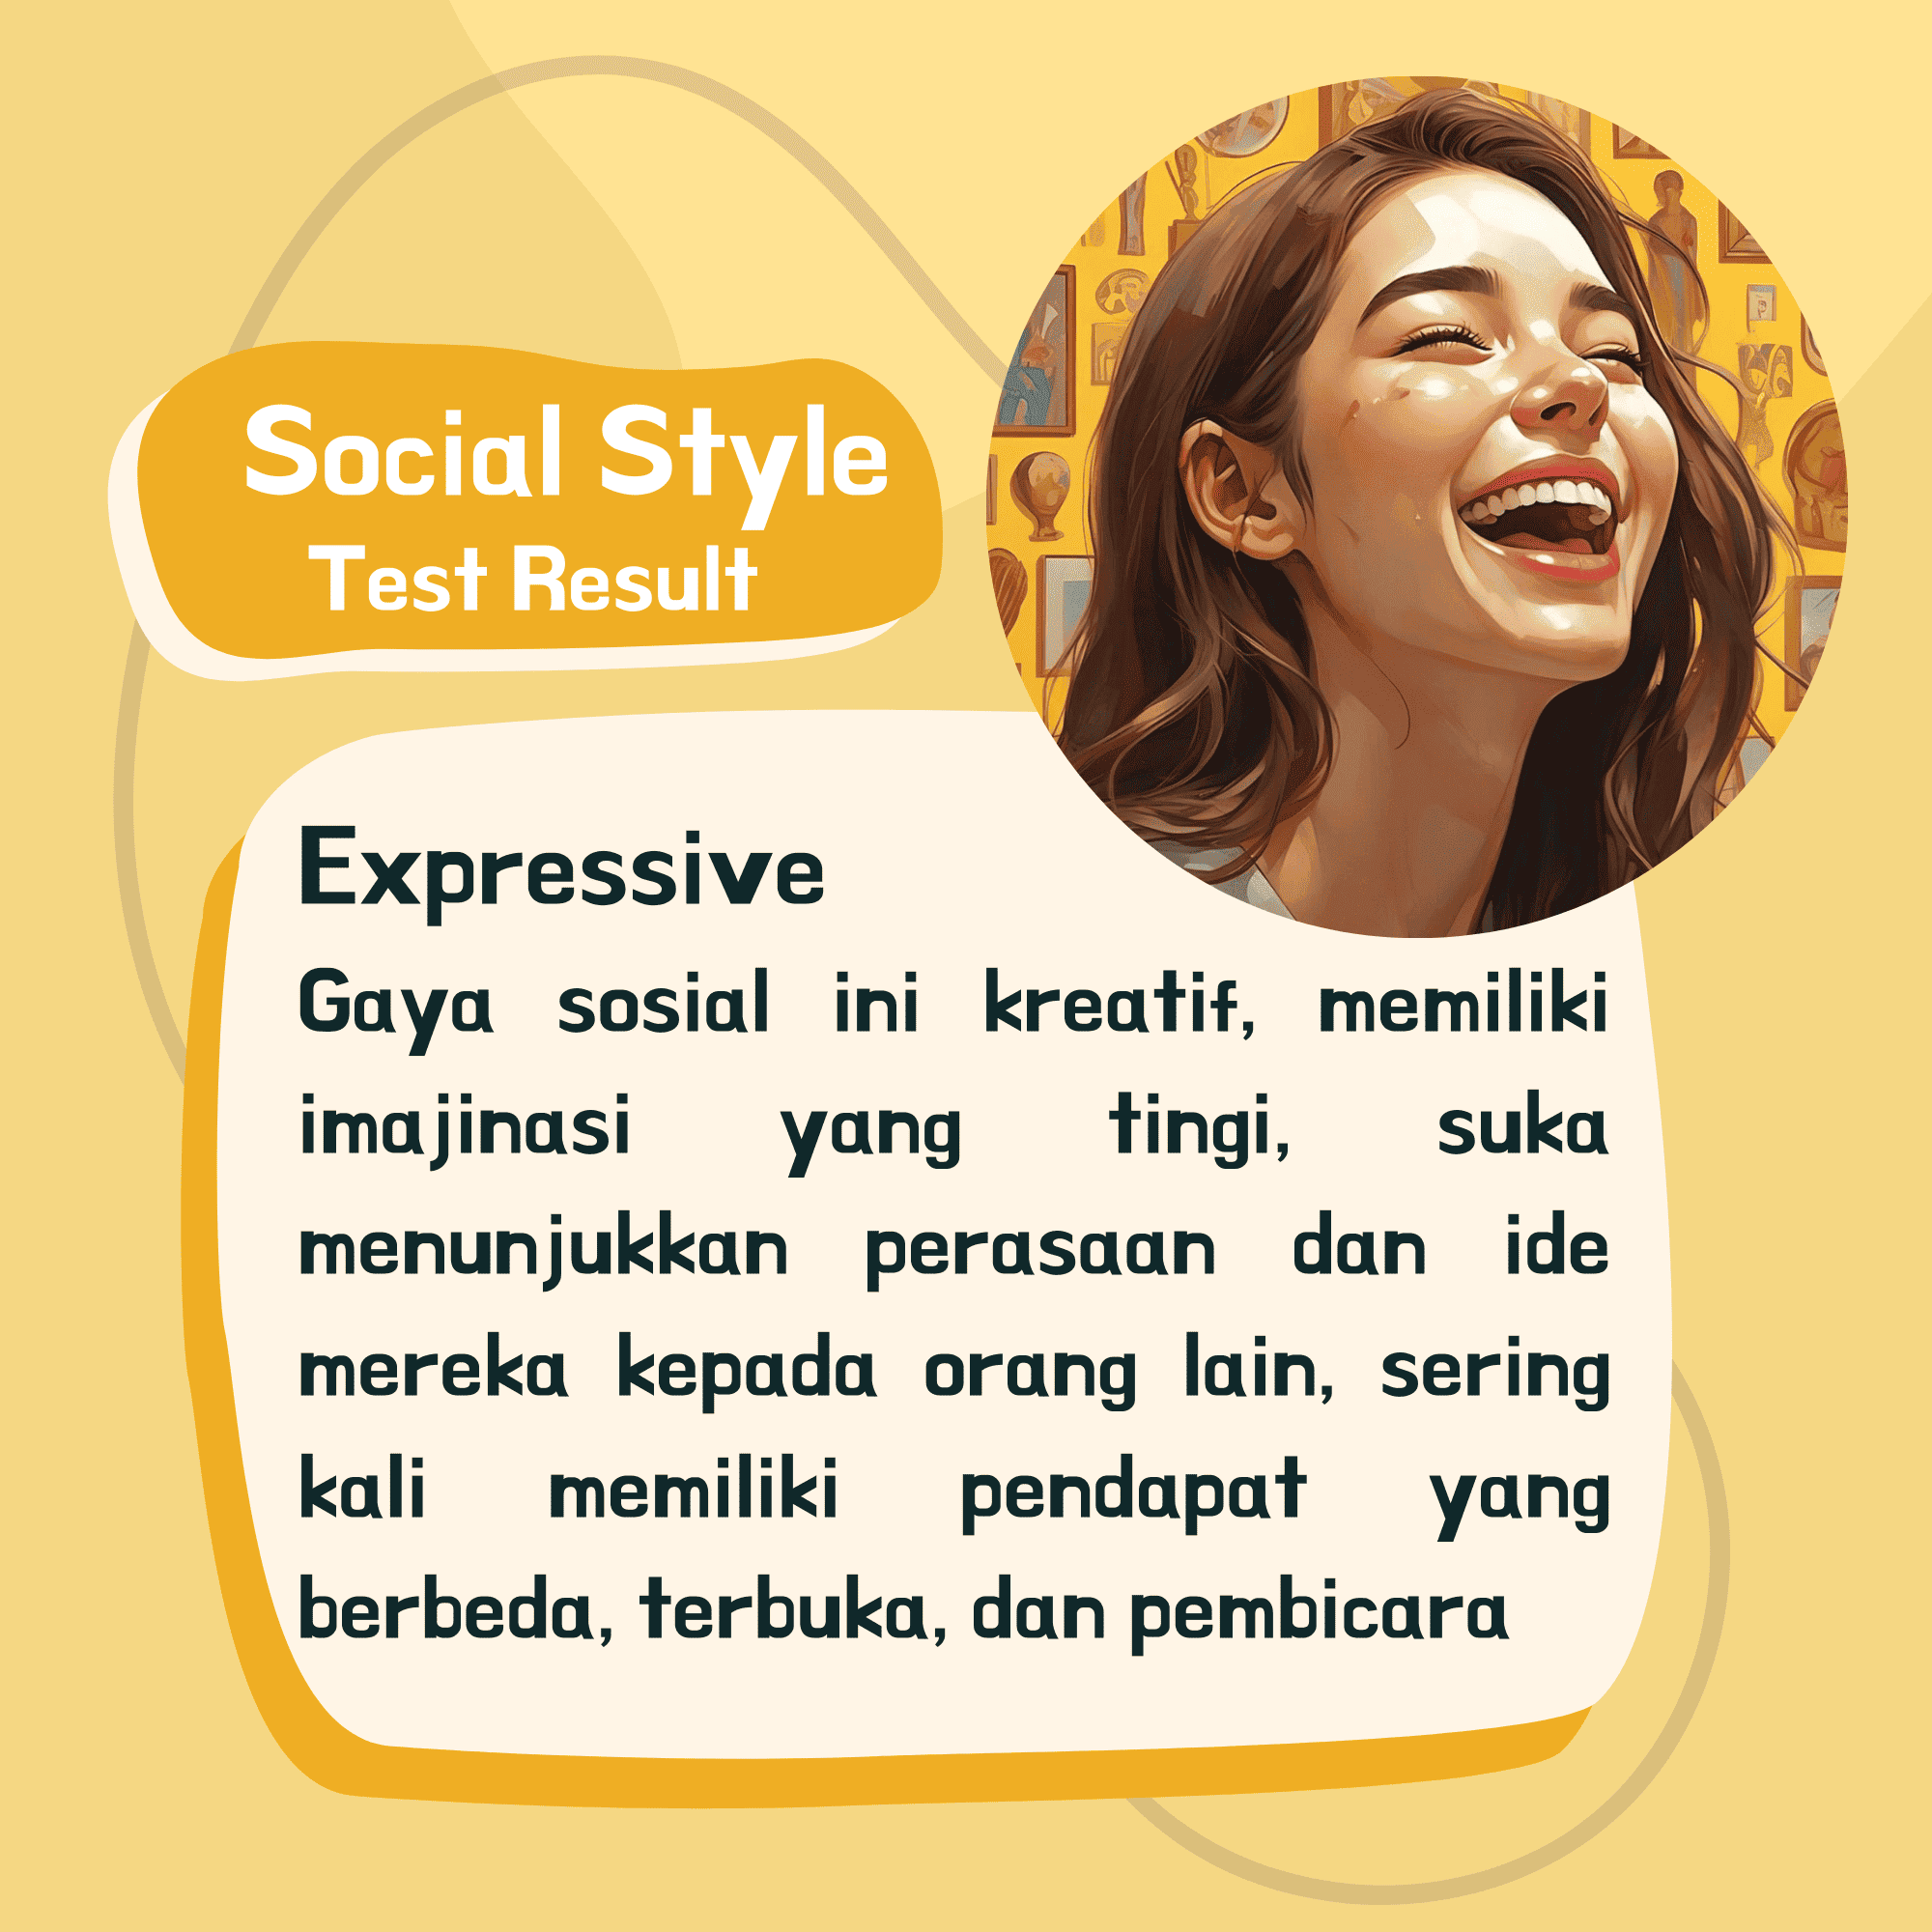 Social Style
Test Result
Expressive
Gaya sosial ini kreatif, memiliki
imajinasi yang tingi, suka
menunjukkan perasaan dan ide
mereka kepada orang lain, sering
kali memiliki pendapat yang
berbeda, terbuka, dan pembicara